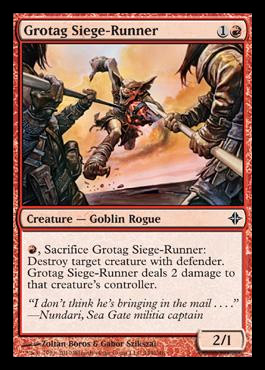 Grotag Siege-Runner 1
Creature — Goblin Rogue
, Sacrifice Grotag Siege-Runner:
Destroy target creature with defender.
Grotag Siege-Runner deals 2 damage to
that creature's controller.
"I don't think he's bringing in the mail . . . ."
—Nundari, Sea Gate militia captain
Zoltan Boros & Gabor Szikszai
2/1